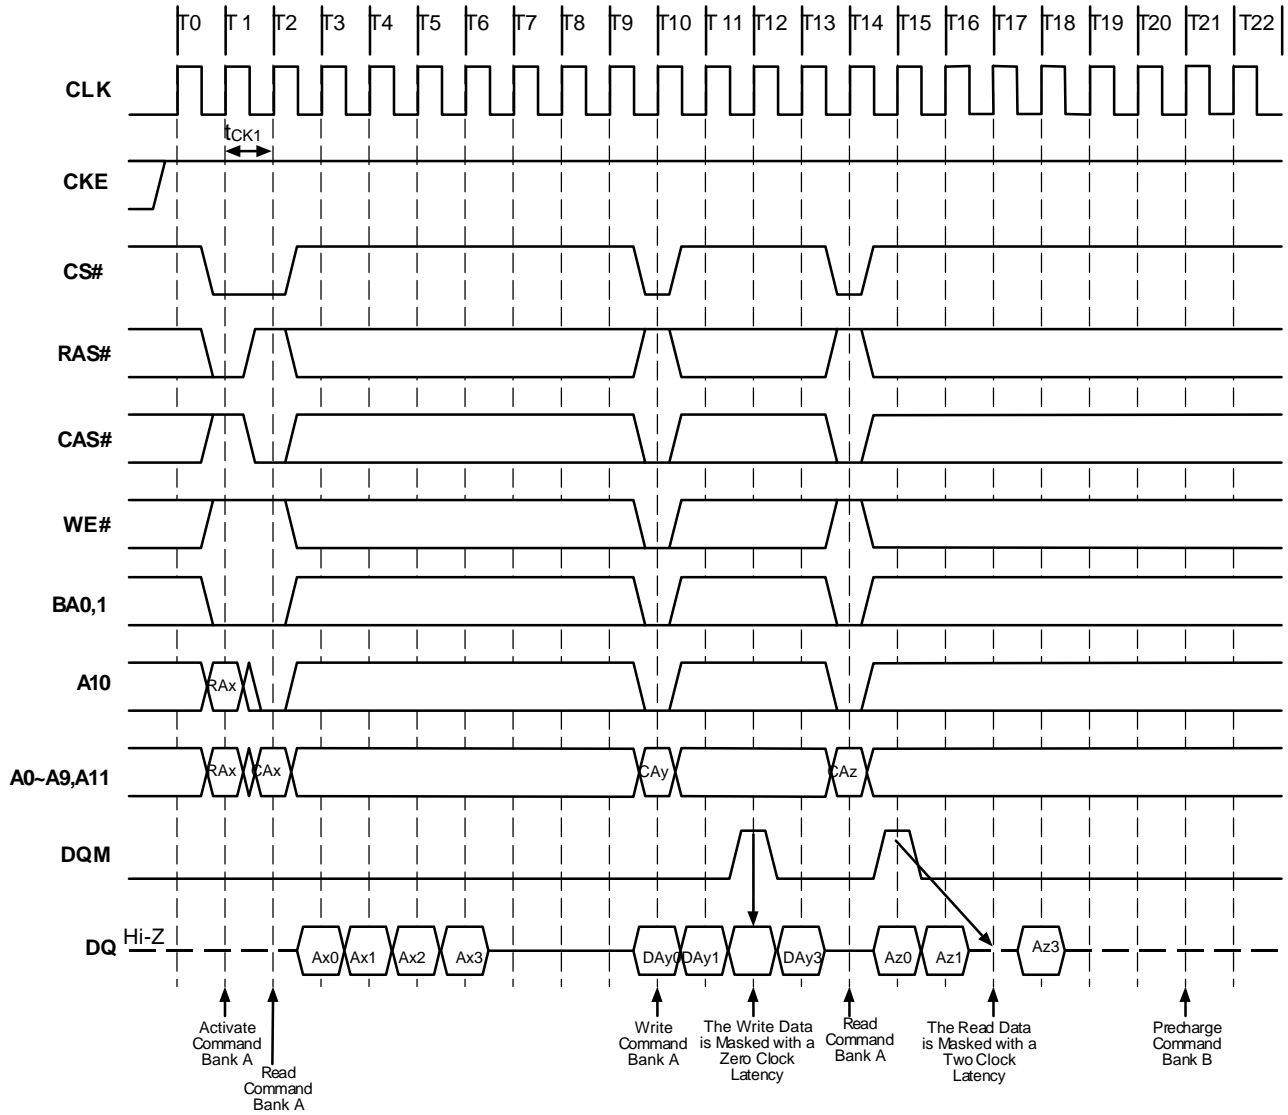 T0 T1 T2 T3 T4 T5 T6 T7 T8 T9 T10 T11 T12 T13 T14 T15 T16 T17 T18 T19 T20 T21 T22
CLK
tCK1
CKE
CS#
RAS#
CAS#
WE#
BA0,1
A10 RAx
A0~A9,A11 RAx CAx CAy CAz
DQM
DQ Hi-Z Ax0 Ax1 Ax2 Ax3 DAy0 DAy1 DAy3 Az0 Az1 Az3
Activate
Command
Bank A
Read
Command
Bank A
Write
Command
Bank A
The Write Data
is Masked with a
Zero Clock
Latency
Read
Command
Bank A
The Read Data
is Masked with a
Two Clock
Latency
Precharge
Command
Bank B